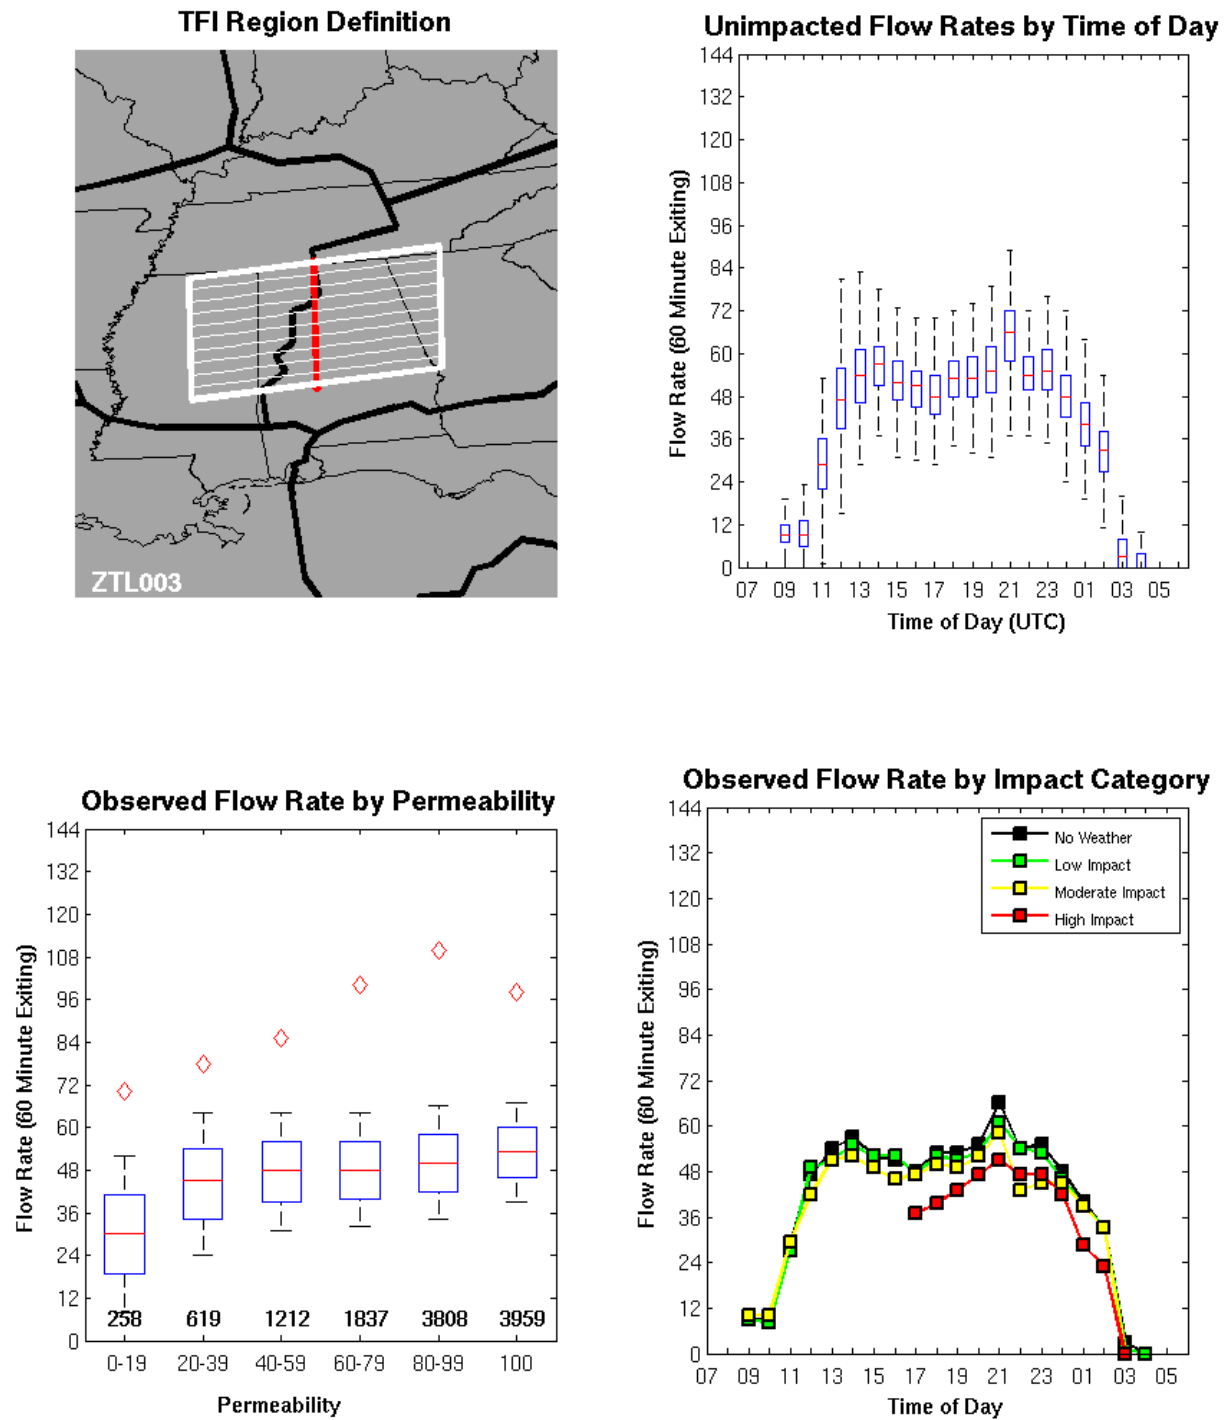 TFI Region Definition
ZTL003
Unimpacted Flow Rates by Time of Day
144
132
120
108
96
84
72
60
48
36
24
12
0
Flow Rate (60 Minute Exiting)
07 09 11 13 15 17 19 21 23 01 03 05
Time of Day (UTC)
Observed Flow Rate by Permeability
144
132
120
108
96
84
72
60
48
36
24
12
0
Flow Rate (60 Minute Exiting)
258 619 1212 1837 3808 3959
0-19 20-39 40-59 60-79 80-99 100
Permeability
Observed Flow Rate by Impact Category
144
132
120
108
96
84
72
60
48
36
24
12
0
Flow Rate (60 Minute Exiting)
No Weather
Low Impact
Moderate Impact
High Impact
07 09 11 13 15 17 19 21 23 01 03 05
Time of Day